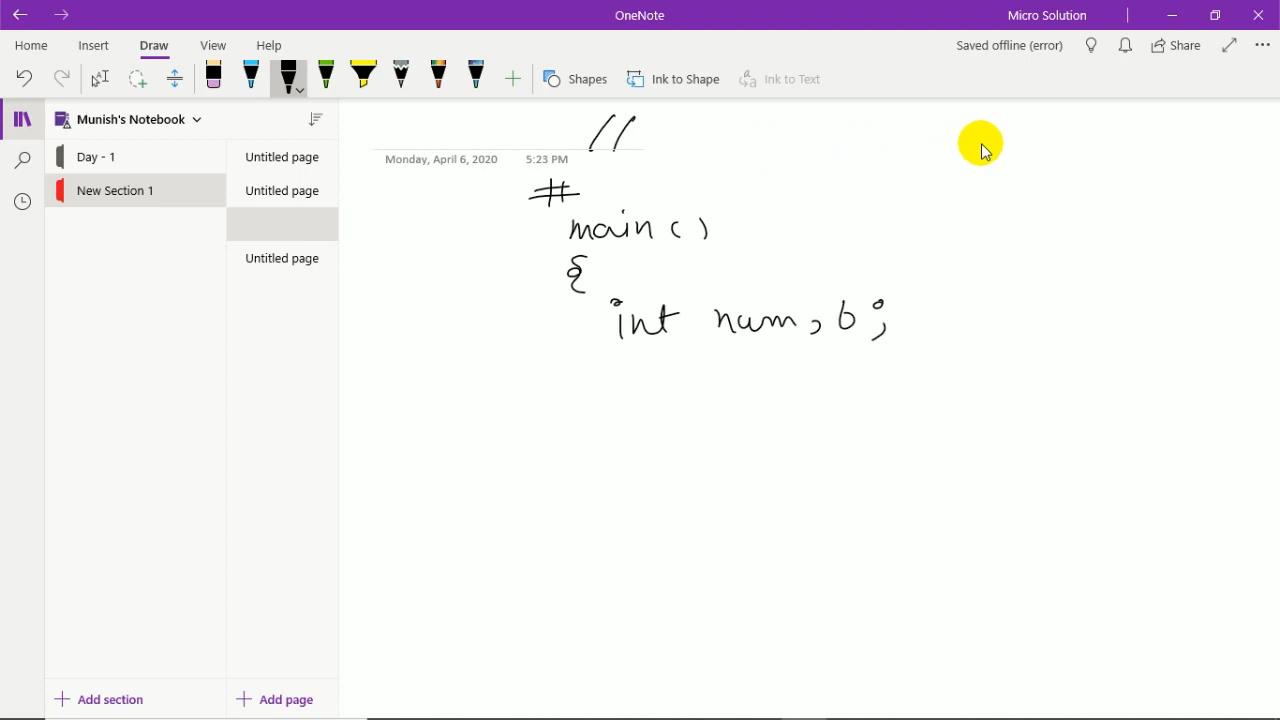 OneNote
Micro Solution
Home Insert Draw View Help
Saved offline (error)
Share
Shapes
Ink to Shape
Ink to Text
Munish's Notebook
Day - 1
New Section 1
Untitled page
Untitled page
Untitled page
//
Monday, April 6, 2020 5:23 PM
#
main ( )
{
int num, b;
Add section
Add page